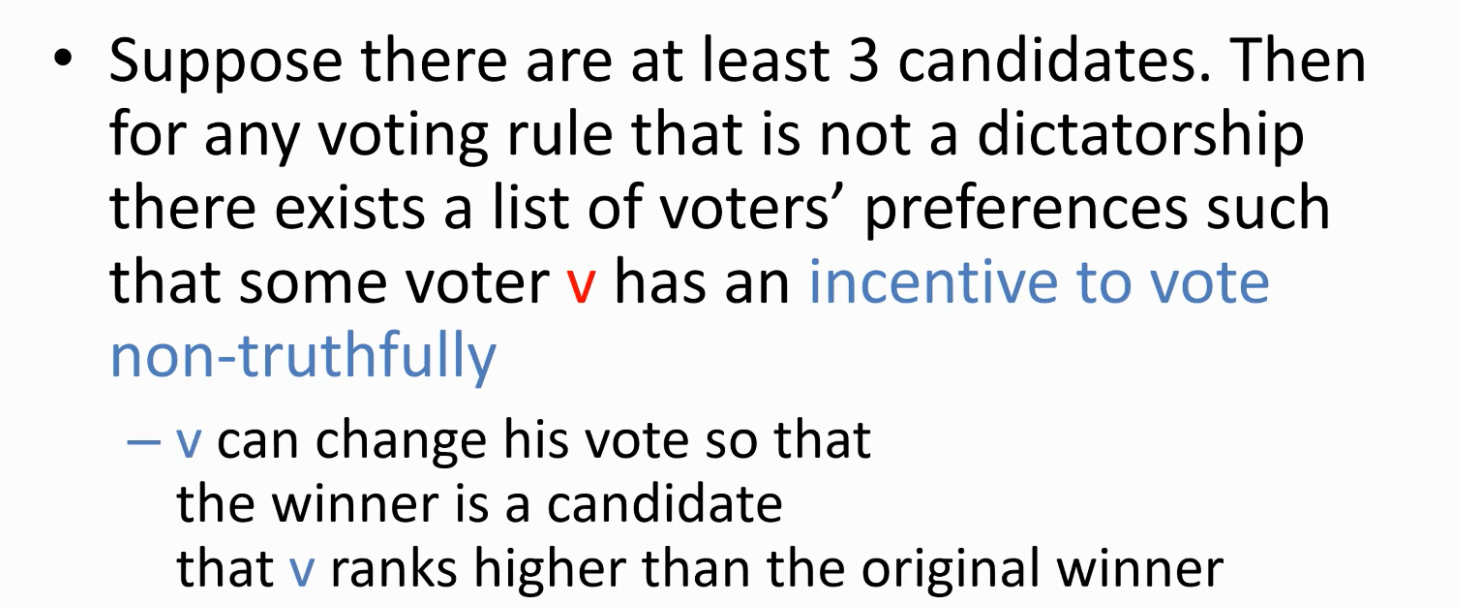 • Suppose there are at least 3 candidates. Then
for any voting rule that is not a dictatorship
there exists a list of voters’ preferences such
that some voter v has an incentive to vote
non-truthfully
– v can change his vote so that
the winner is a candidate
that v ranks higher than the original winner